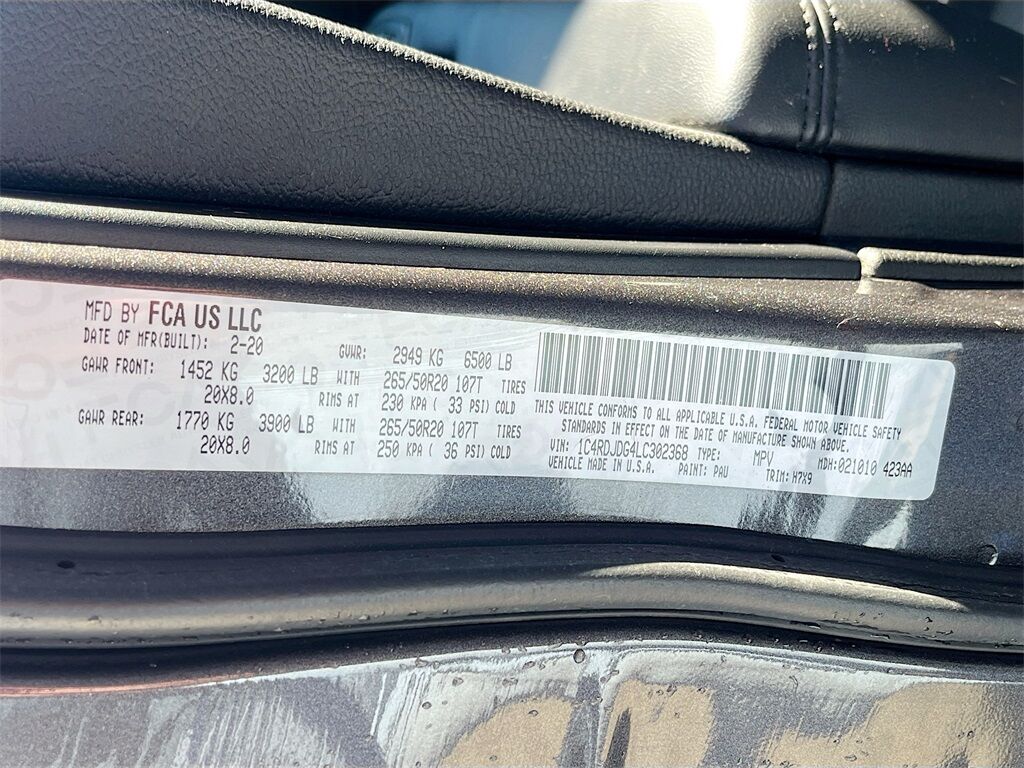 MFD BY FCA US LLC
DATE OF MFR(BUILT): 2-20 GVWR: 2949 KG 6500 LB
GAWR FRONT: 1452 KG 3200 LB WITH 265/50R20 107T TIRES
20X8.0 RIMS AT 230 KPA ( 33 PSI) COLD
GAWR REAR: 1770 KG 3900 LB WITH 265/50R20 107T TIRES
20X8.0 RIMS AT 250 KPA ( 36 PSI) COLD
THIS VEHICLE CONFORMS TO ALL APPLICABLE U.S.A. FEDERAL MOTOR VEHICLE SAFETY
STANDARDS IN EFFECT ON THE DATE OF MANUFACTURE SHOWN ABOVE.
VIN: 1C4RDJDG4LC302368 TYPE: MPV MDH:021010 423AA
VEHICLE MADE IN U.S.A. PAINT: PAU TRIM: H7X9